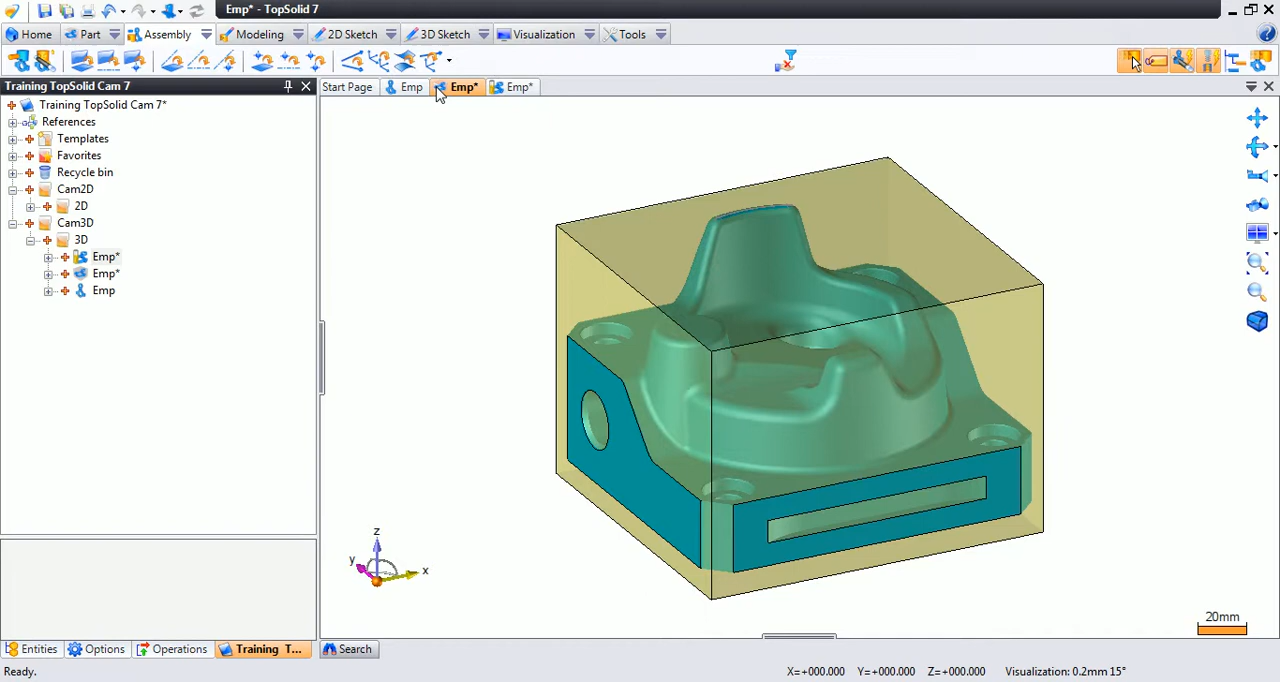 Emp* - TopSolid 7
Home Part Assembly Modeling 2D Sketch 3D Sketch Visualization Tools
Training TopSolid Cam 7
Start Page Emp Emp* Emp*
Training TopSolid Cam 7*
References
Templates
Favorites
Recycle bin
Cam2D
2D
Cam3D
3D
Emp*
Emp*
Emp
z
y
x
20mm
Entities Options Operations Training T... Search
Ready. X=+000.000 Y=+000.000 Z=+000.000 Visualization: 0.2mm 15°